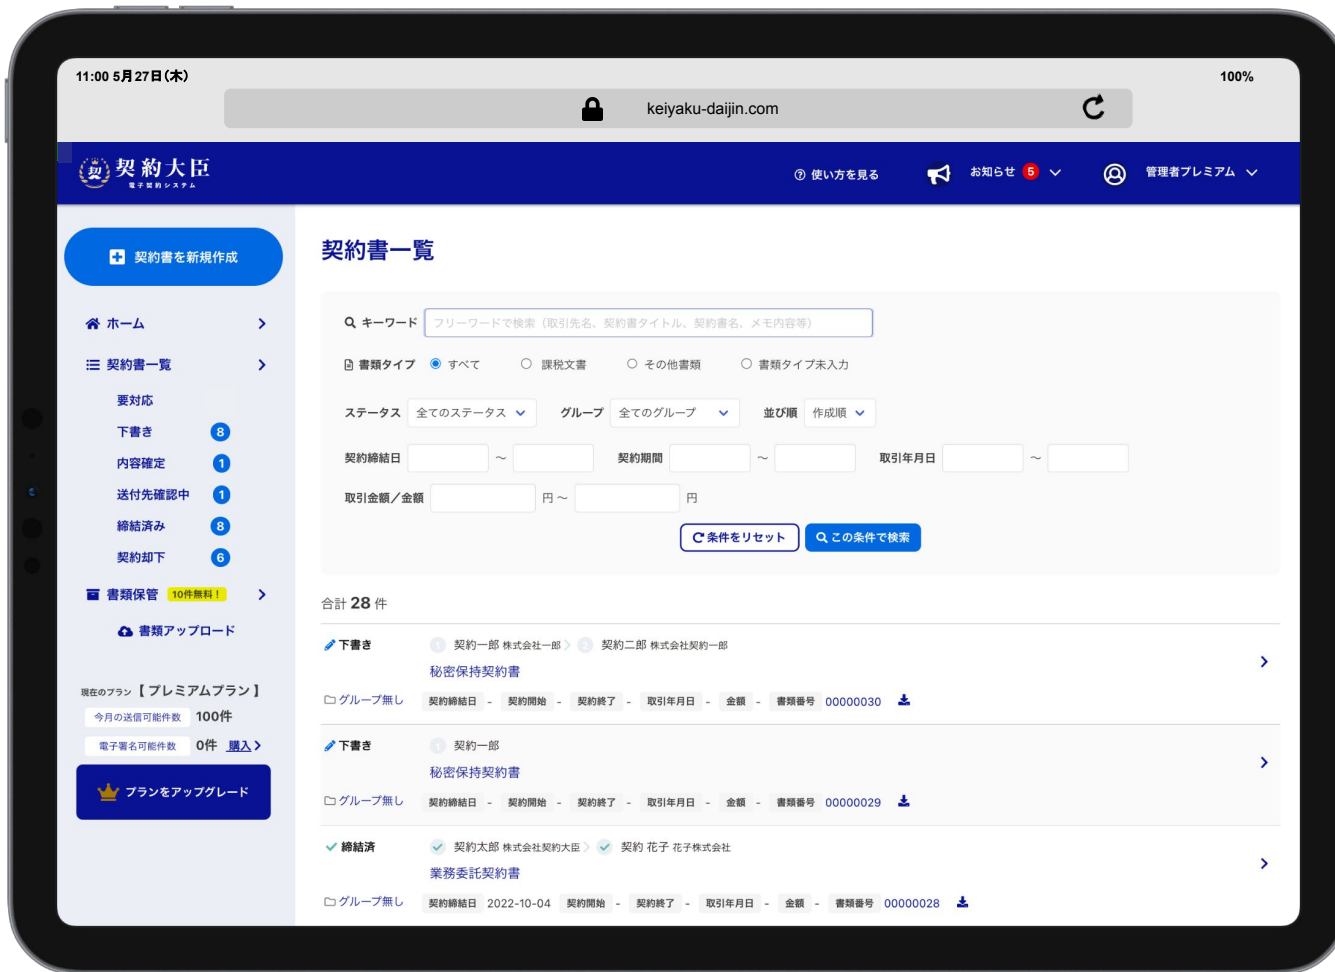 11:00 5月27日(木)
100%
keiyaku-daijin.com
契約大臣
電子契約システム
使い方を見る
お知らせ 5
管理者プレミアム
契約書を新規作成
ホーム
契約書一覧
要対応
下書き 8
内容確定 1
送付先確認中 1
締結済み 8
契約却下 6
書類保管 10件無料！
書類アップロード
現在のプラン【 プレミアムプラン 】
今月の送信可能件数 100件
電子署名可能件数 0件 購入
プランをアップグレード
契約書一覧
キーワード フリーワードで検索（取引先名、契約書タイトル、契約書名、メモ内容等）
書類タイプ すべて 課税文書 その他書類 書類タイプ未入力
ステータス 全てのステータス グループ 全てのグループ 並び順 作成順
契約締結日 ～ 契約期間 ～ 取引年月日 ～
取引金額／金額 円～ 円
条件をリセット この条件で検索
合計 28 件
下書き 1 契約一郎 株式会社一郎 2 契約二郎 株式会社契約一郎
秘密保持契約書
グループ無し 契約締結日 - 契約開始 - 契約終了 - 取引年月日 - 金額 - 書類番号 00000030
下書き 1 契約一郎
秘密保持契約書
グループ無し 契約締結日 - 契約開始 - 契約終了 - 取引年月日 - 金額 - 書類番号 00000029
締結済 契約太郎 株式会社契約大臣 契約 花子 花子株式会社
業務委託契約書
グループ無し 契約締結日 2022-10-04 契約開始 - 契約終了 - 取引年月日 - 金額 - 書類番号 00000028